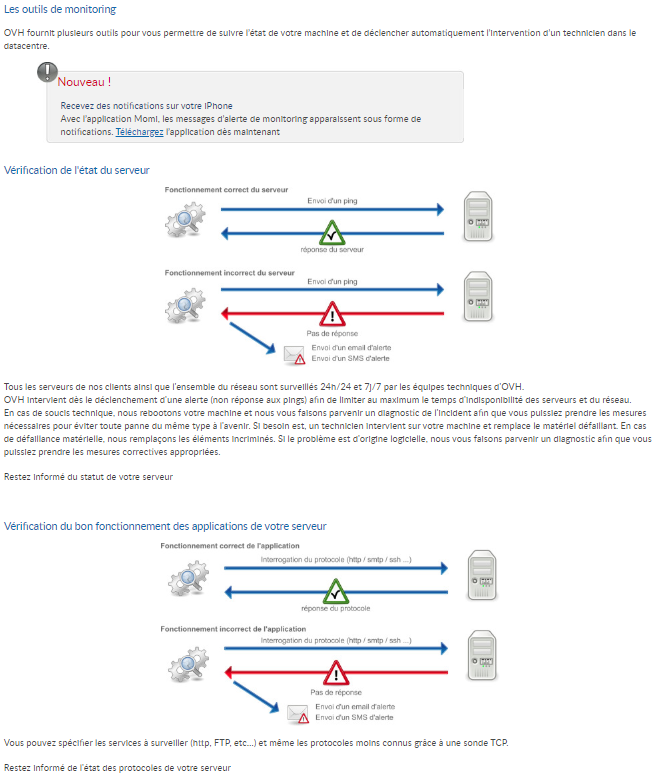 Les outils de monitoring
OVH fournit plusieurs outils pour vous permettre de suivre l'état de votre machine et de déclencher automatiquement l'intervention d'un technicien dans le
datacentre.
Nouveau !
Recevez des notifications sur votre iPhone
Avec l'application Momi, les messages d'alerte de monitoring apparaissent sous forme de
notifications. Téléchargez l'application dès maintenant
Vérification de l'état du serveur
Fonctionnement correct du serveur
Envoi d'un ping
réponse du serveur
Fonctionnement incorrect du serveur
Envoi d'un ping
Pas de réponse
Envoi d'un email d'alerte
Envoi d'un SMS d'alerte
Tous les serveurs de nos clients ainsi que l'ensemble du réseau sont surveillés 24h/24 et 7j/7 par les équipes techniques d'OVH.
OVH intervient dès le déclenchement d'une alerte (non réponse aux pings) afin de limiter au maximum le temps d'indisponibilité des serveurs et du réseau.
En cas de soucis technique, nous rebootons votre machine et nous vous faisons parvenir un diagnostic de l'incident afin que vous puissiez prendre les mesures
nécessaires pour éviter toute panne du même type à l'avenir. Si besoin est, un technicien intervient sur votre machine et remplace le matériel défaillant. En cas
de défaillance matérielle, nous remplaçons les éléments incriminés. Si le problème est d'origine logicielle, nous vous faisons parvenir un diagnostic afin que vous
puissiez prendre les mesures correctives appropriées.
Restez informé du statut de votre serveur
Vérification du bon fonctionnement des applications de votre serveur
Fonctionnement correct de l'application
Interrogation du protocole (http / smtp / ssh ...)
réponse du protocole
Fonctionnement incorrect de l'application
Interrogation du protocole (http / smtp / ssh ...)
Pas de réponse
Envoi d'un email d'alerte
Envoi d'un SMS d'alerte
Vous pouvez spécifier les services à surveiller (http, FTP, etc...) et même les protocoles moins connus grâce à une sonde TCP.
Restez informé de l'état des protocoles de votre serveur